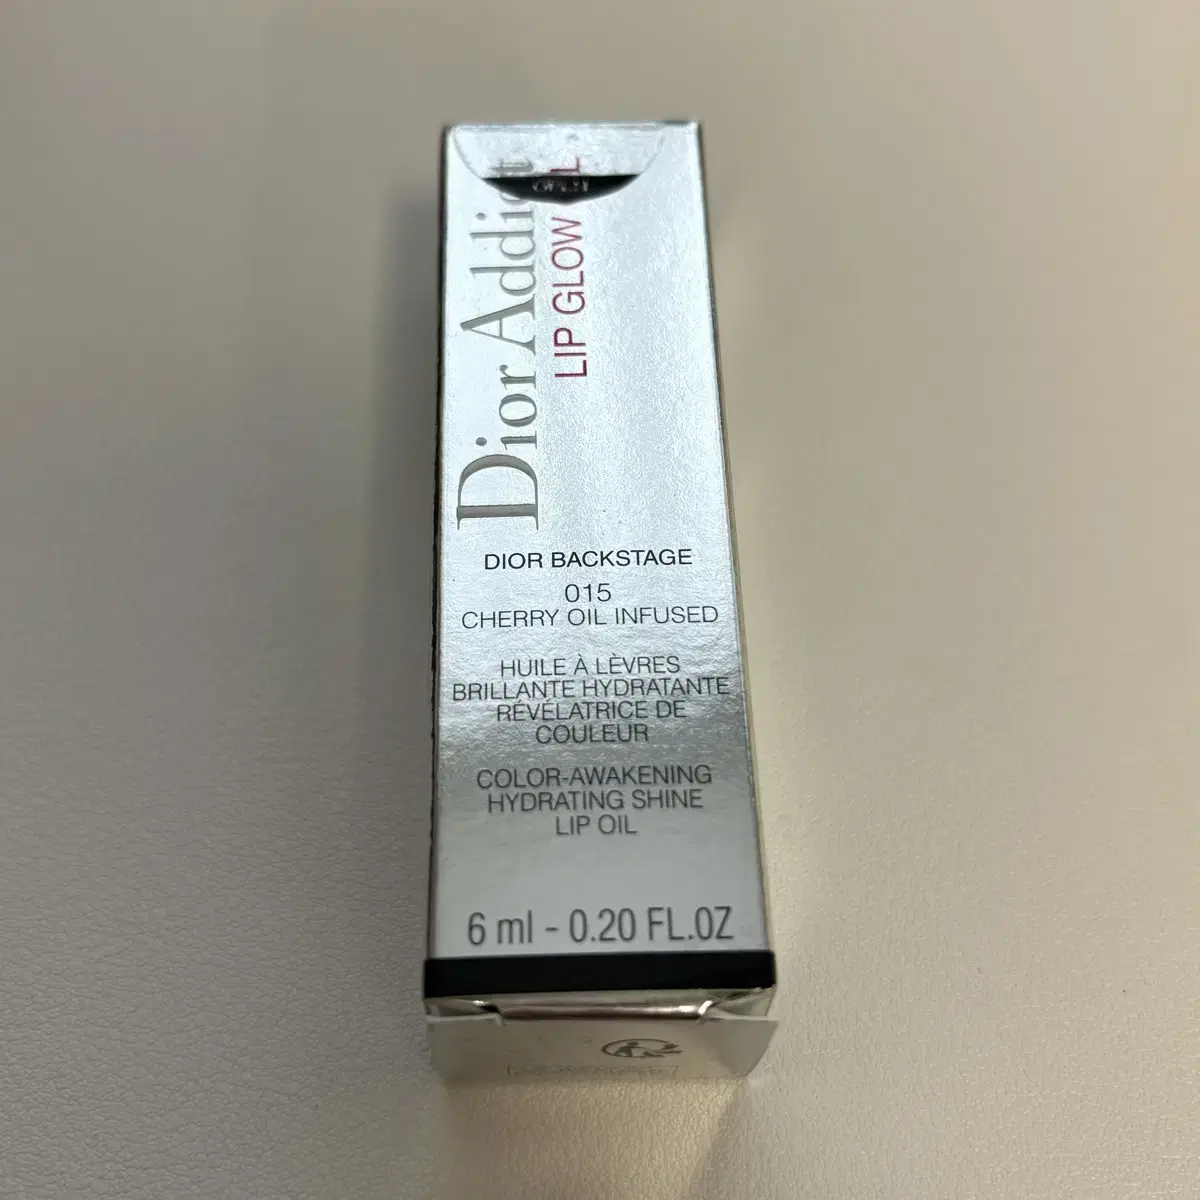 Dior Addict
LIP GLOW
DIOR BACKSTAGE
015
CHERRY OIL INFUSED
HUILE À LÈVRES
BRILLANTE HYDRATANTE
RÉVÉLATRICE DE
COULEUR
COLOR-AWAKENING
HYDRATING SHINE
LIP OIL
6 ml - 0.20 FL.OZ